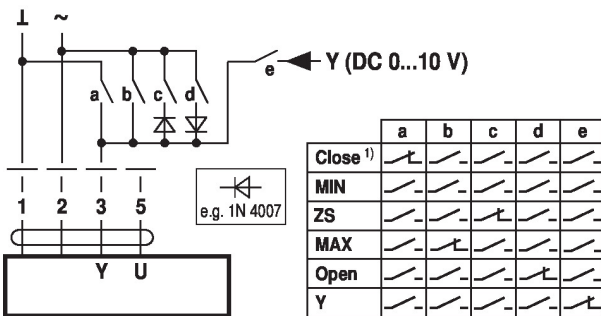 ⊥ ~
a b c d e Y (DC 0...10 V)
1 2 3 5
Y U
e.g. 1N 4007
a b c d e
Close 1)
MIN
ZS
MAX
Open
Y